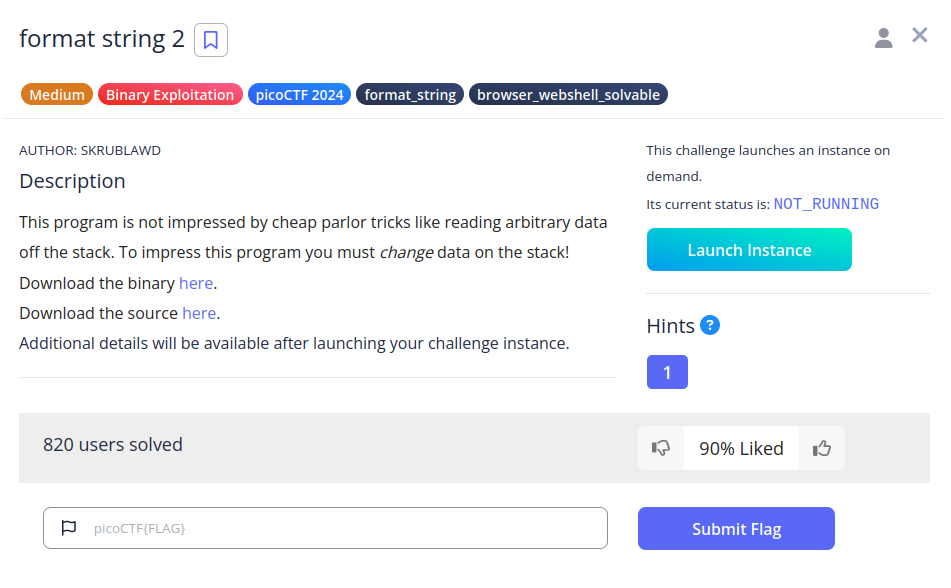 format string 2
Medium
Binary Exploitation
picoCTF 2024
format_string
browser_webshell_solvable
AUTHOR: SKRUBLAWD
Description
This program is not impressed by cheap parlor tricks like reading arbitrary data
off the stack. To impress this program you must change data on the stack!
Download the binary here.
Download the source here.
Additional details will be available after launching your challenge instance.
This challenge launches an instance on
demand.
Its current status is: NOT_RUNNING
Launch Instance
Hints ?
1
820 users solved
90% Liked
picoCTF{FLAG}
Submit Flag